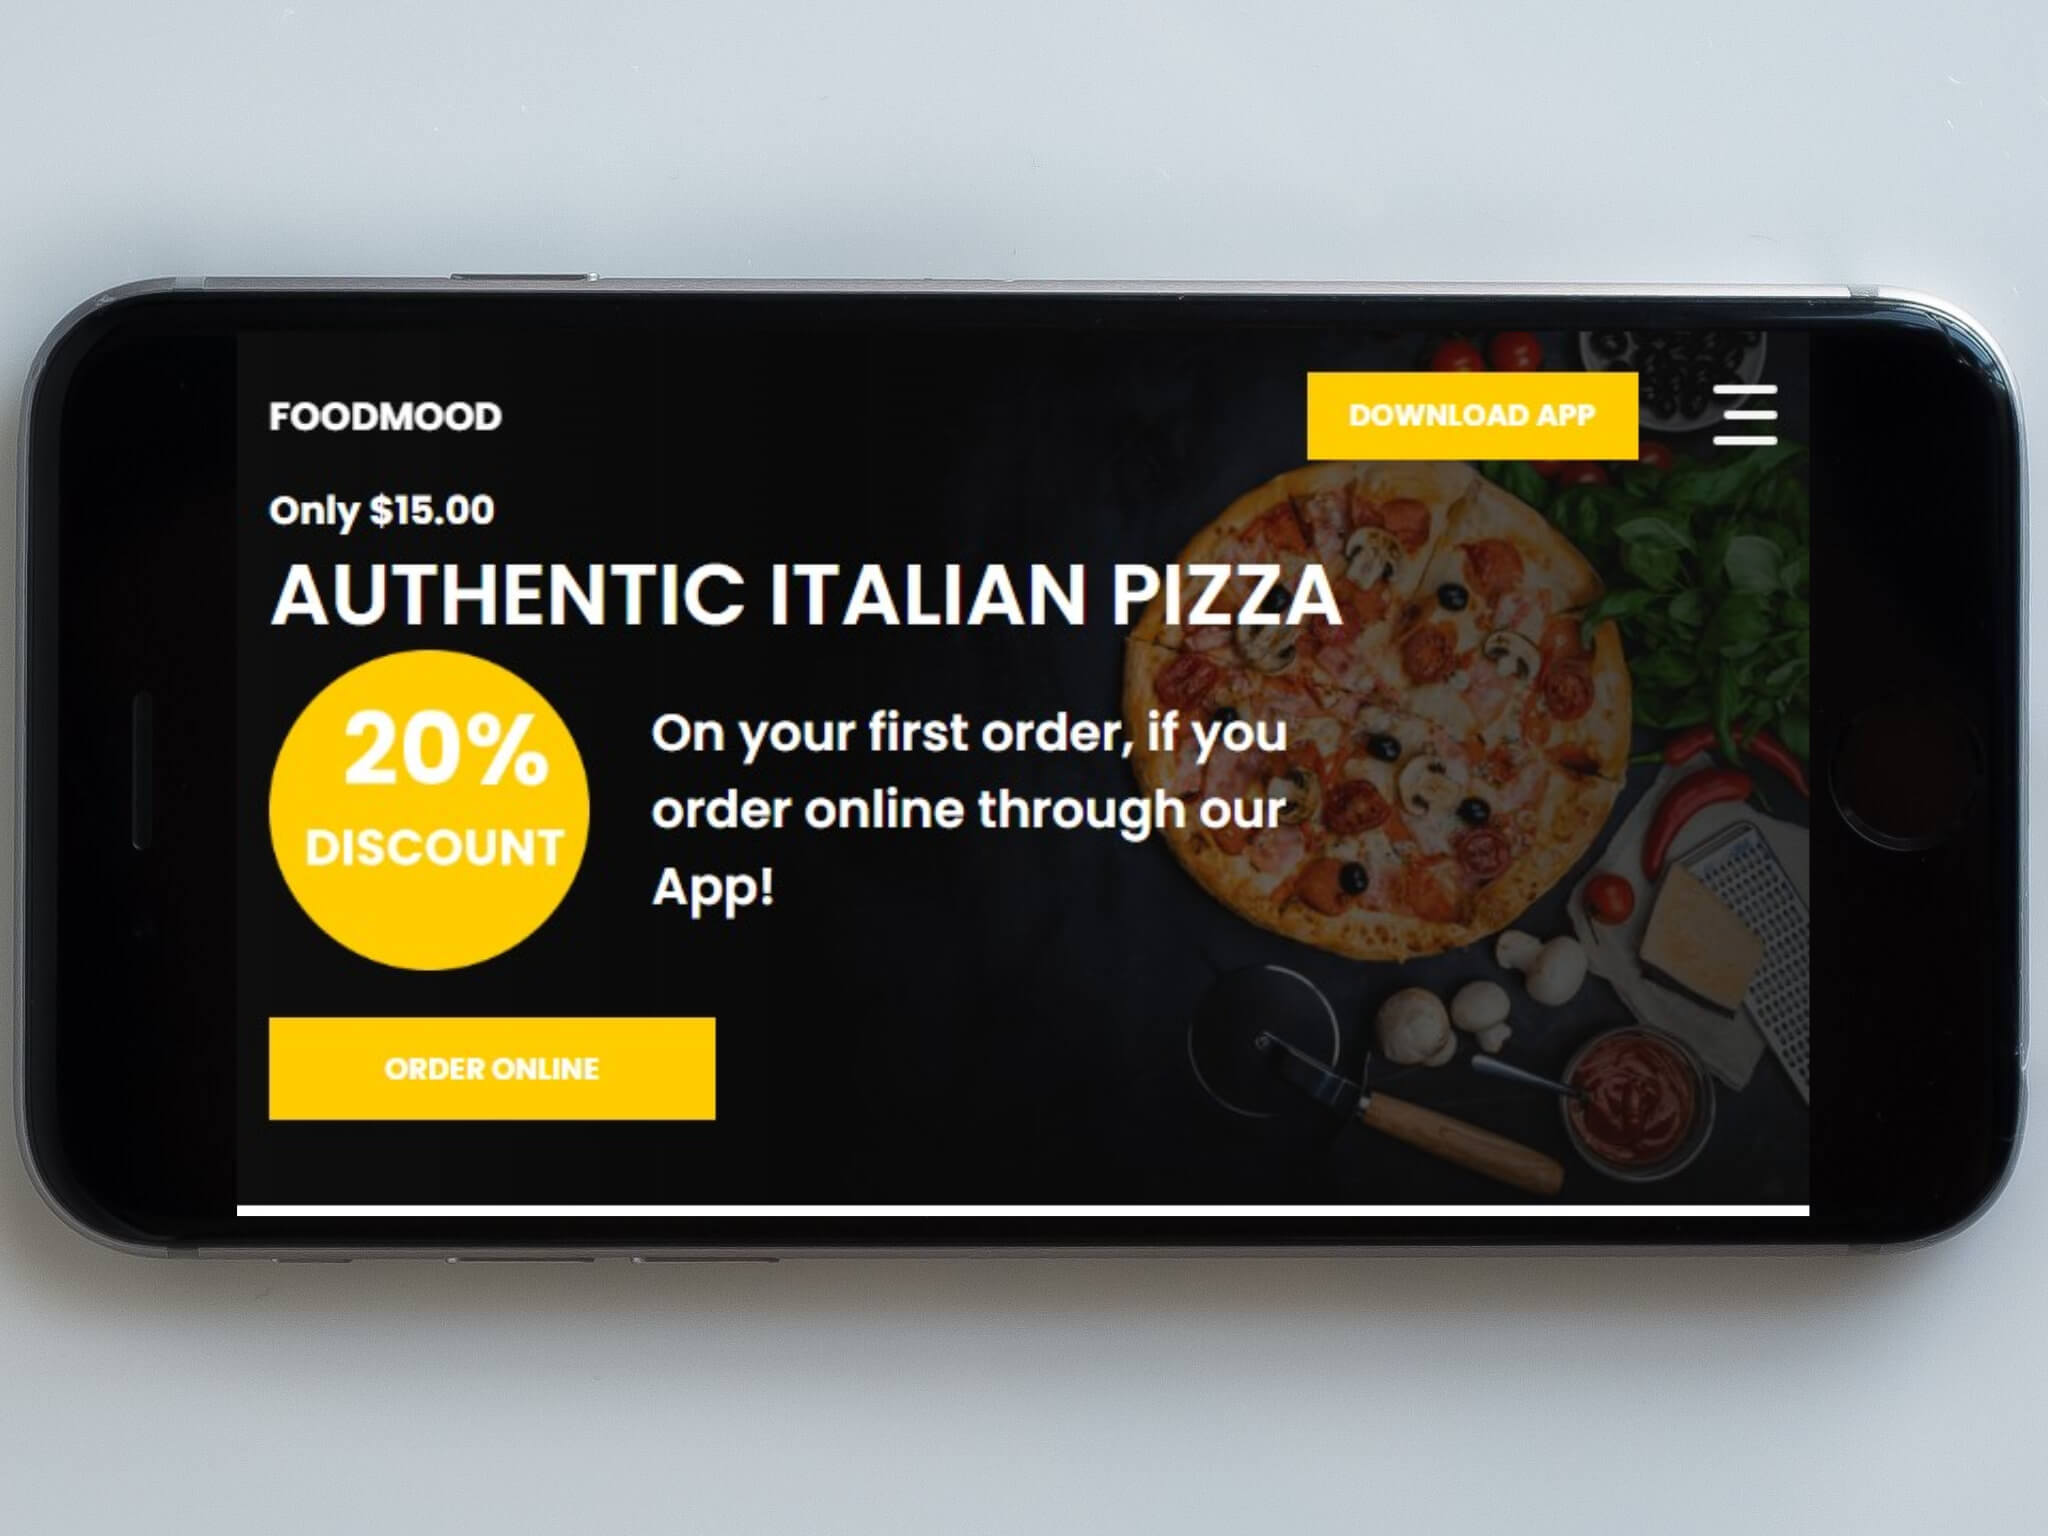 FOODMOOD
DOWNLOAD APP
Only $15.00
AUTHENTIC ITALIAN PIZZA
20%
DISCOUNT
On your first order, if you
order online through our
App!
ORDER ONLINE